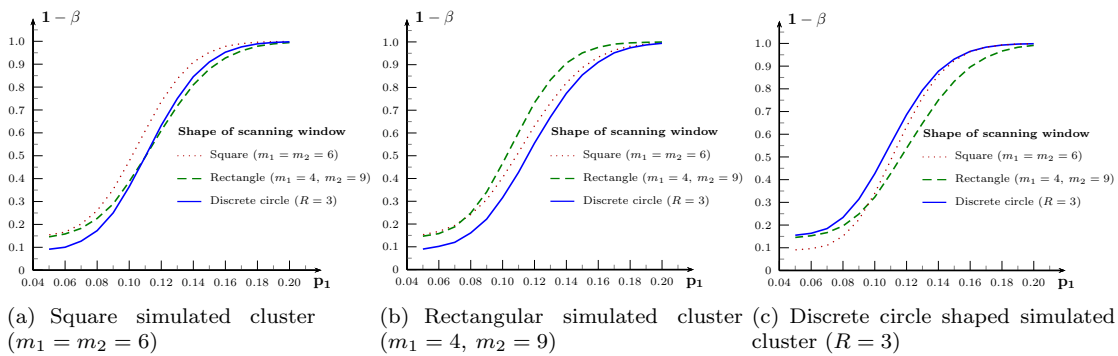 1 − β
1.0
0.9
0.8
0.7
0.6
0.5
0.4
0.3
0.2
0.1
0
0.04 0.06 0.08 0.10 0.12 0.14 0.16 0.18 0.20
p1
Shape of scanning window
Square (m1 = m2 = 6)
Rectangle (m1 = 4, m2 = 9)
Discrete circle (R = 3)
(a) Square simulated cluster
(m1 = m2 = 6)
1 − β
1.0
0.9
0.8
0.7
0.6
0.5
0.4
0.3
0.2
0.1
0
0.04 0.06 0.08 0.10 0.12 0.14 0.16 0.18 0.20
p1
Shape of scanning window
Square (m1 = m2 = 6)
Rectangle (m1 = 4, m2 = 9)
Discrete circle (R = 3)
(b) Rectangular simulated cluster
(m1 = 4, m2 = 9)
1 − β
1.0
0.9
0.8
0.7
0.6
0.5
0.4
0.3
0.2
0.1
0
0.04 0.06 0.08 0.10 0.12 0.14 0.16 0.18 0.20
p1
Shape of scanning window
Square (m1 = m2 = 6)
Rectangle (m1 = 4, m2 = 9)
Discrete circle (R = 3)
(c) Discrete circle shaped simulated
cluster (R = 3)